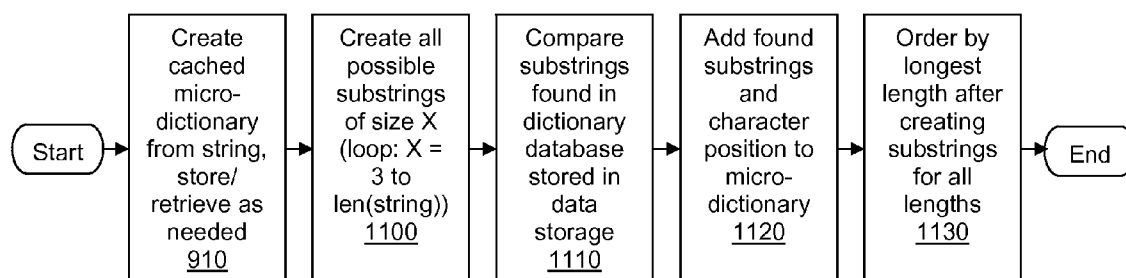 Start
Create
cached
micro-
dictionary
from string,
store/
retrieve as
needed
910
Create all
possible
substrings
of size X
(loop: X =
3 to
len(string))
1100
Compare
substrings
found in
dictionary
database
stored in
data
storage
1110
Add found
substrings
and
character
position to
micro-
dictionary
1120
Order by
longest
length after
creating
substrings
for all
lengths
1130
End